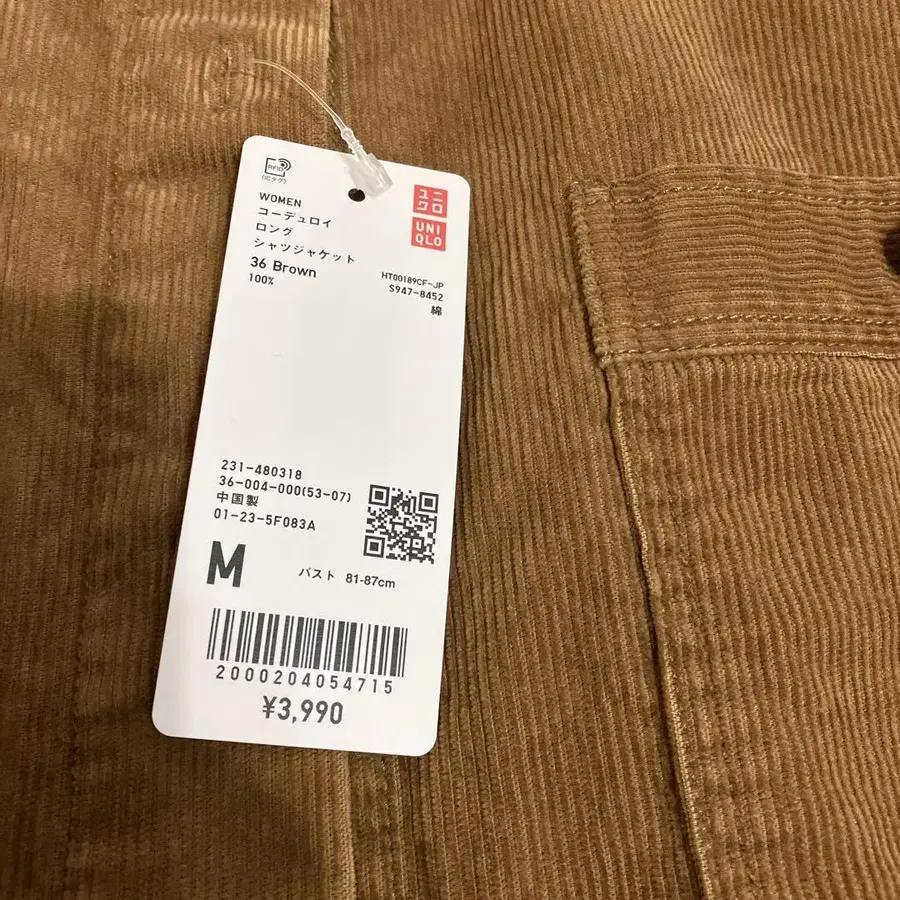 RFID
(ICタグ)
WOMEN
コーデュロイ
ロング
シャツジャケット
36 Brown
100%
ユニ
クロ
UNI
QLO
HT00189CF-JP
S947-8452
綿
231-480318
36-004-000(53-07)
中国製
01-23-5F083A
M
バスト 81-87cm
2000204054715
¥3,990